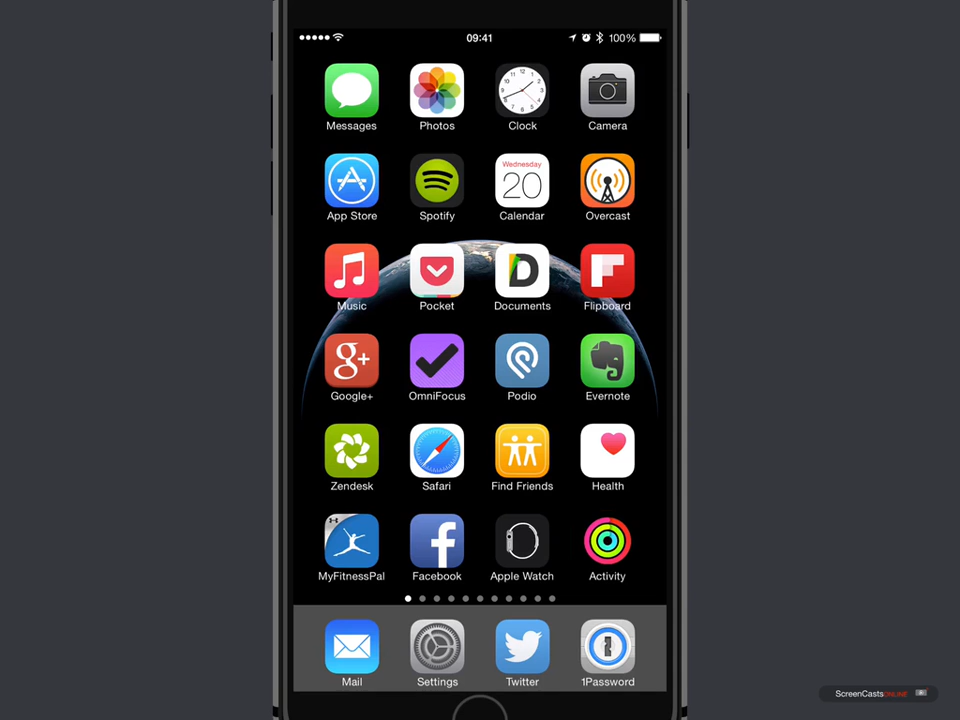 09:41 100%
Messages Photos Clock Camera
Wednesday
20
App Store Spotify Calendar Overcast
Music Pocket Documents Flipboard
g+
Google+ OmniFocus Podio Evernote
Zendesk Safari Find Friends Health
MyFitnessPal Facebook Apple Watch Activity
Mail Settings Twitter 1Password
ScreenCastsONLINE